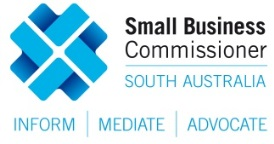 Small Business
Commissioner
SOUTH AUSTRALIA
INFORM | MEDIATE | ADVOCATE